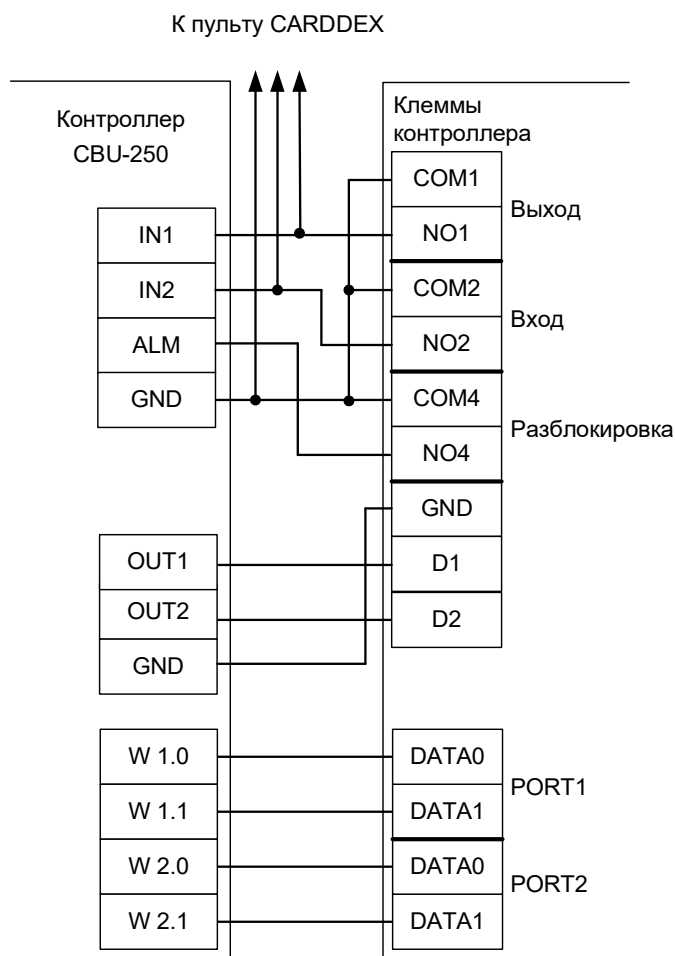 К пульту CARDDEX
Контроллер
CBU-250
Клеммы
контроллера
IN1
IN2
ALM
GND
OUT1
OUT2
GND
W 1.0
W 1.1
W 2.0
W 2.1
COM1
NO1
Выход
COM2
NO2
Вход
COM4
NO4
Разблокировка
GND
D1
D2
DATA0
DATA1
PORT1
DATA0
DATA1
PORT2